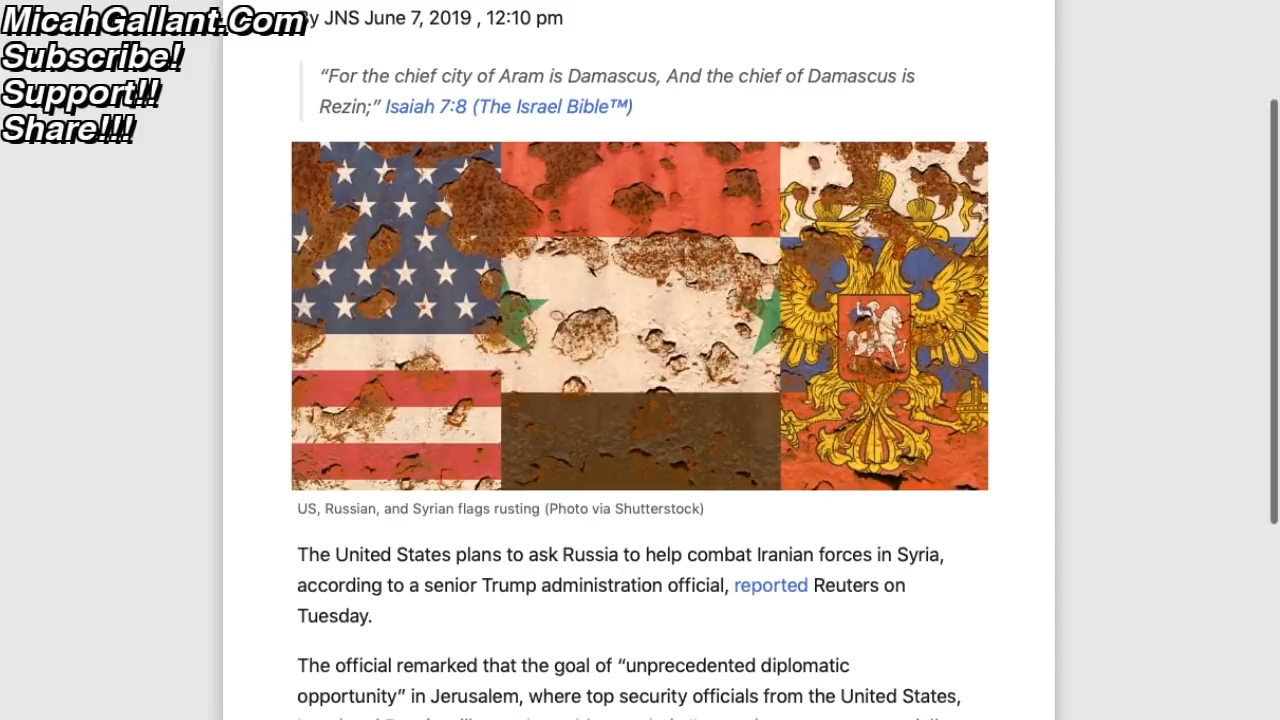 MicahGallant.Com
Subscribe!
Support!!
Share!!!
By JNS June 7, 2019 , 12:10 pm
“For the chief city of Aram is Damascus, And the chief of Damascus is
Rezin;” Isaiah 7:8 (The Israel Bible™)
US, Russian, and Syrian flags rusting (Photo via Shutterstock)
The United States plans to ask Russia to help combat Iranian forces in Syria,
according to a senior Trump administration official, reported Reuters on
Tuesday.
The official remarked that the goal of “unprecedented diplomatic
opportunity” in Jerusalem, where top security officials from the United States,